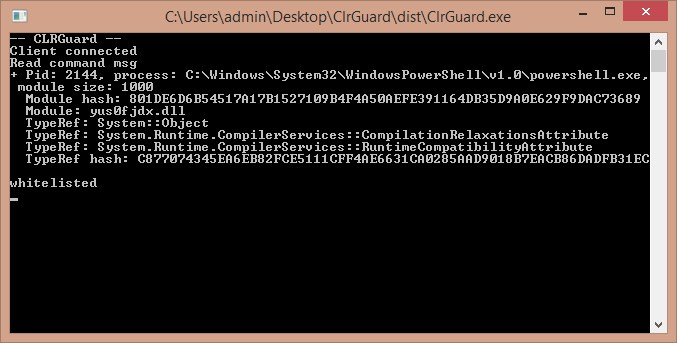 C:\Users\admin\Desktop\ClrGuard\dist\ClrGuard.exe
-- CLRGuard --
Client connected
Read command msg
+ Pid: 2144, process: C:\Windows\System32\WindowsPowerShell\v1.0\powershell.exe,
module size: 1000
Module hash: 801DE6D6B54517A17B1527109B4F4A50AEFE391164DB35D9A0E629F9DAC73689
Module: yus0fjdx.dll
TypeRef: System::Object
TypeRef: System.Runtime.CompilerServices::CompilationRelaxationsAttribute
TypeRef: System.Runtime.CompilerServices::RuntimeCompatibilityAttribute
TypeRef hash: C877074345EA6EB82FCE5111CFF4AE6631CA0285AAD9018B7EACB86DADFB31EC
whitelisted